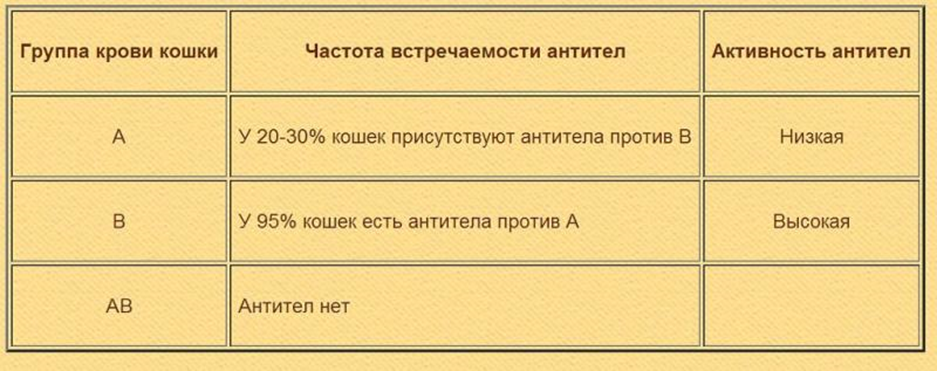 Группа крови кошки Частота встречаемости антител Активность антител
А У 20-30% кошек присутствуют антитела против В Низкая
В У 95% кошек есть антитела против А Высокая
АВ Антител нет